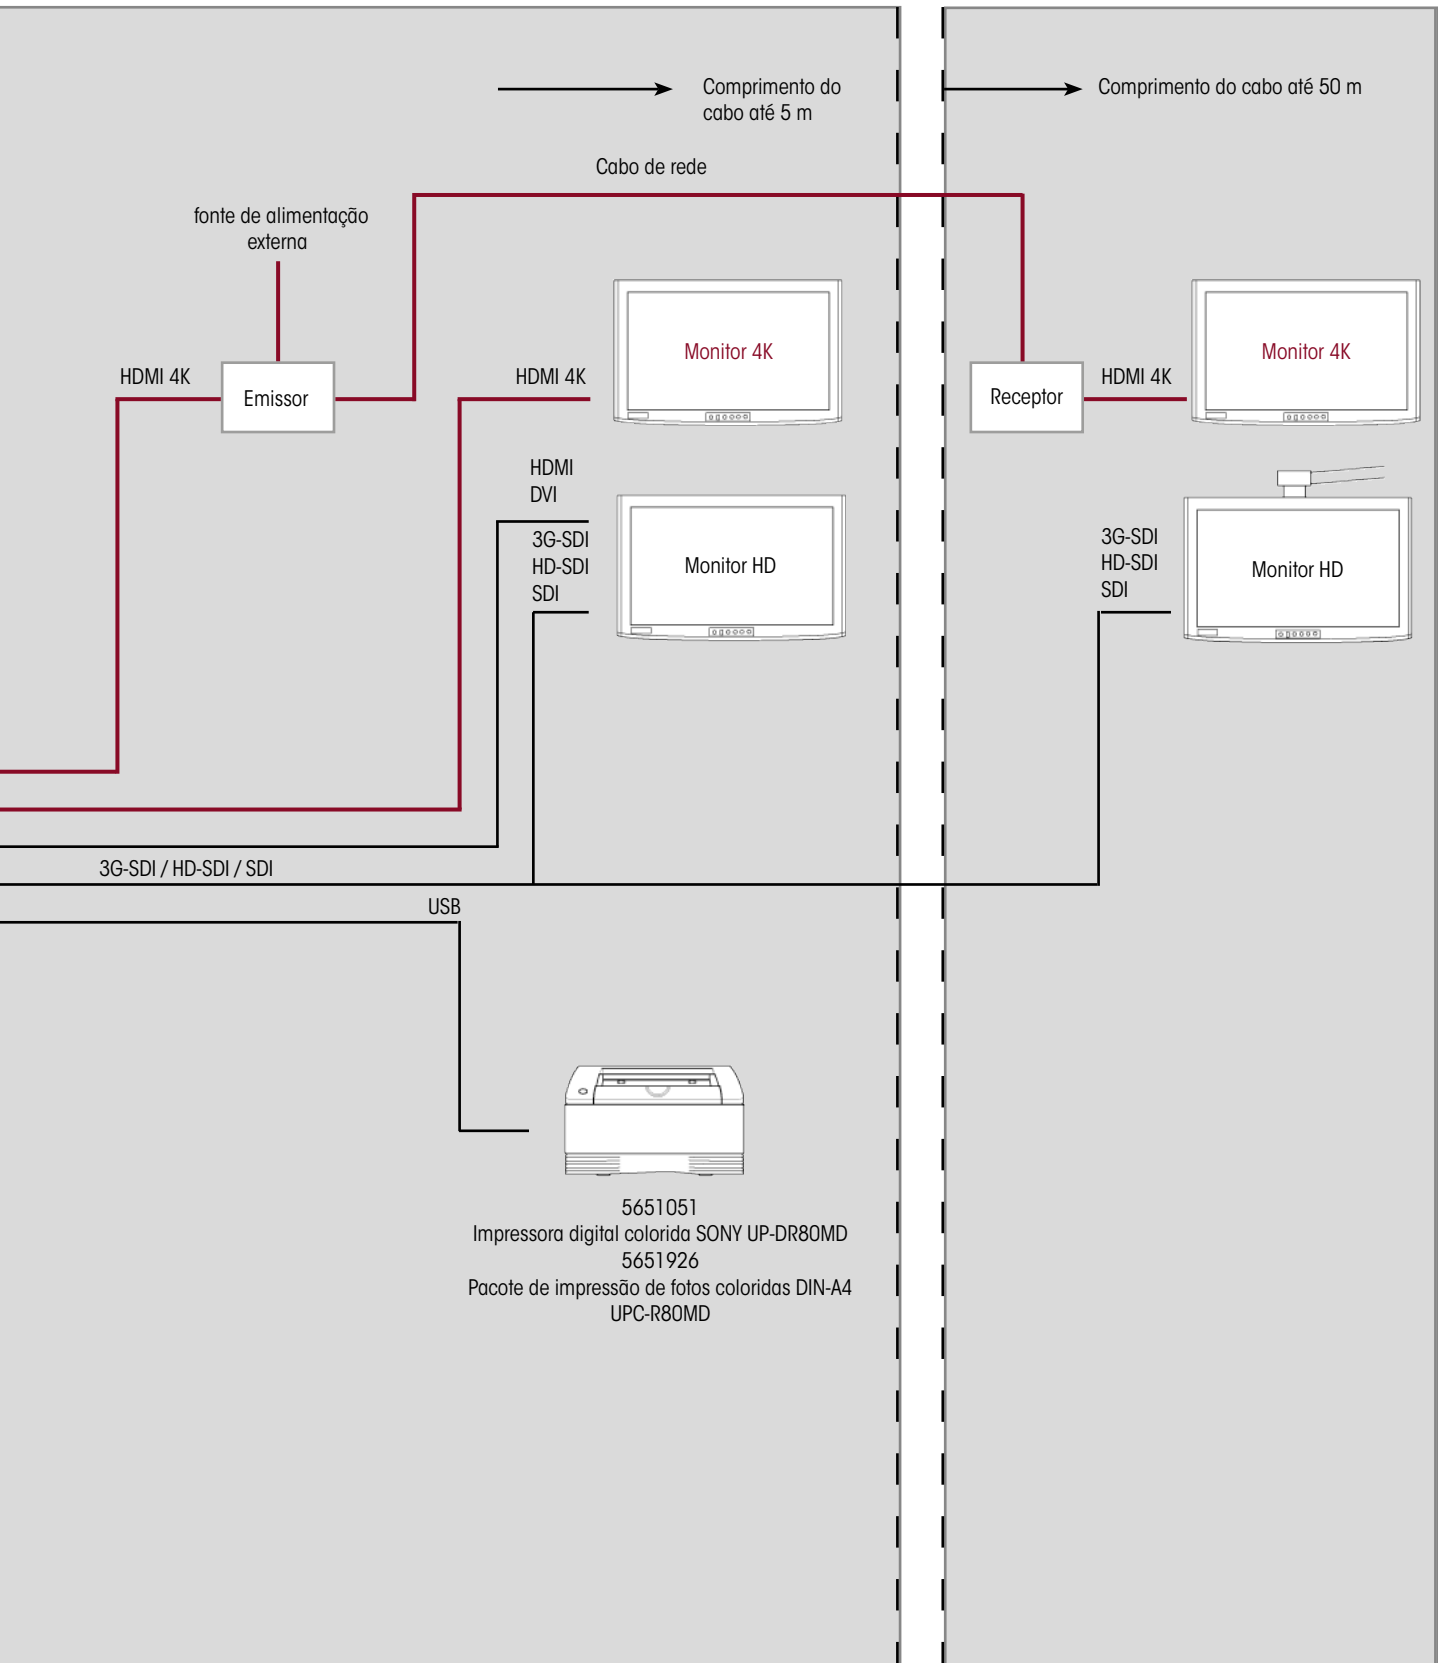 Comprimento do
cabo até 5 m
Comprimento do cabo até 50 m
Cabo de rede
fonte de alimentação
externa
HDMI 4K
Emissor
HDMI 4K
Monitor 4K
Receptor
HDMI 4K
Monitor 4K
HDMI
DVI
3G-SDI
HD-SDI
SDI
Monitor HD
3G-SDI
HD-SDI
SDI
Monitor HD
3G-SDI / HD-SDI / SDI
USB
5651051
Impressora digital colorida SONY UP-DR80MD
5651926
Pacote de impressão de fotos coloridas DIN-A4
UPC-R80MD